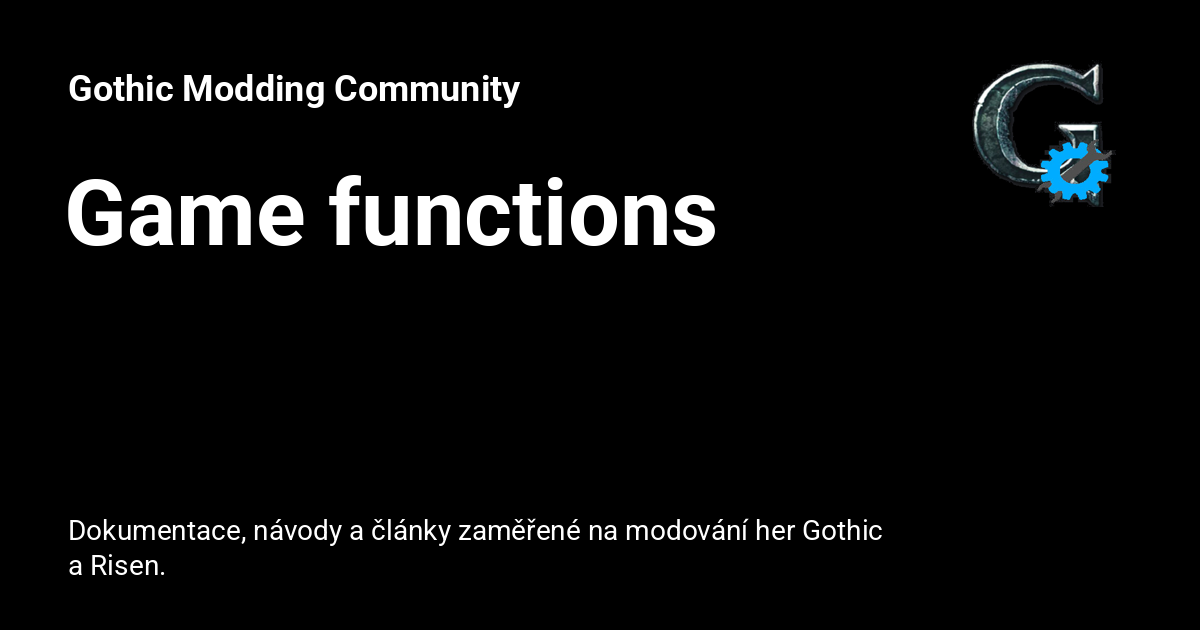 Gothic Modding Community
Game functions
Dokumentace, návody a články zaměřené na modování her Gothic
a Risen.